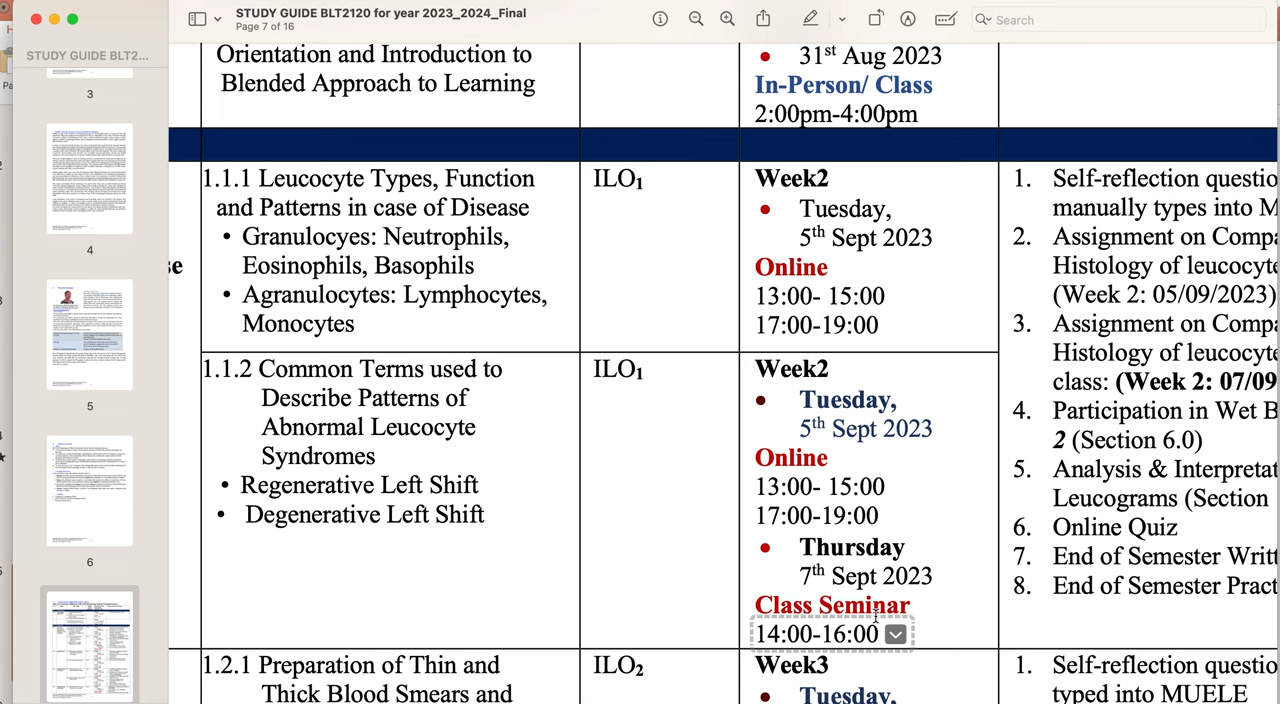 STUDY GUIDE BLT2120 for year 2023_2024_Final
Page 7 of 16
Search
STUDY GUIDE BLT2...
3
4
5
6
Orientation and Introduction to
Blended Approach to Learning
31st Aug 2023
In-Person/ Class
2:00pm-4:00pm
se
1.1.1 Leucocyte Types, Function
and Patterns in case of Disease
• Granulocyes: Neutrophils,
Eosinophils, Basophils
• Agranulocytes: Lymphocytes,
Monocytes
ILO1
Week2
• Tuesday,
5th Sept 2023
Online
13:00- 15:00
17:00-19:00
1. Self-reflection questio
manually types into M
2. Assignment on Compa
Histology of leucocyte
(Week 2: 05/09/2023)
3. Assignment on Compa
Histology of leucocyte
class: (Week 2: 07/09
4. Participation in Wet B
2 (Section 6.0)
5. Analysis & Interpretat
Leucograms (Section
6. Online Quiz
7. End of Semester Writt
8. End of Semester Pract
1.1.2 Common Terms used to
Describe Patterns of
Abnormal Leucocyte
Syndromes
• Regenerative Left Shift
• Degenerative Left Shift
ILO1
Week2
• Tuesday,
5th Sept 2023
Online
13:00- 15:00
17:00-19:00
• Thursday
7th Sept 2023
Class Seminar
14:00-16:00
1.2.1 Preparation of Thin and
Thick Blood Smears and
ILO2
Week3
• Tuesday,
1. Self-reflection questio
typed into MUELE